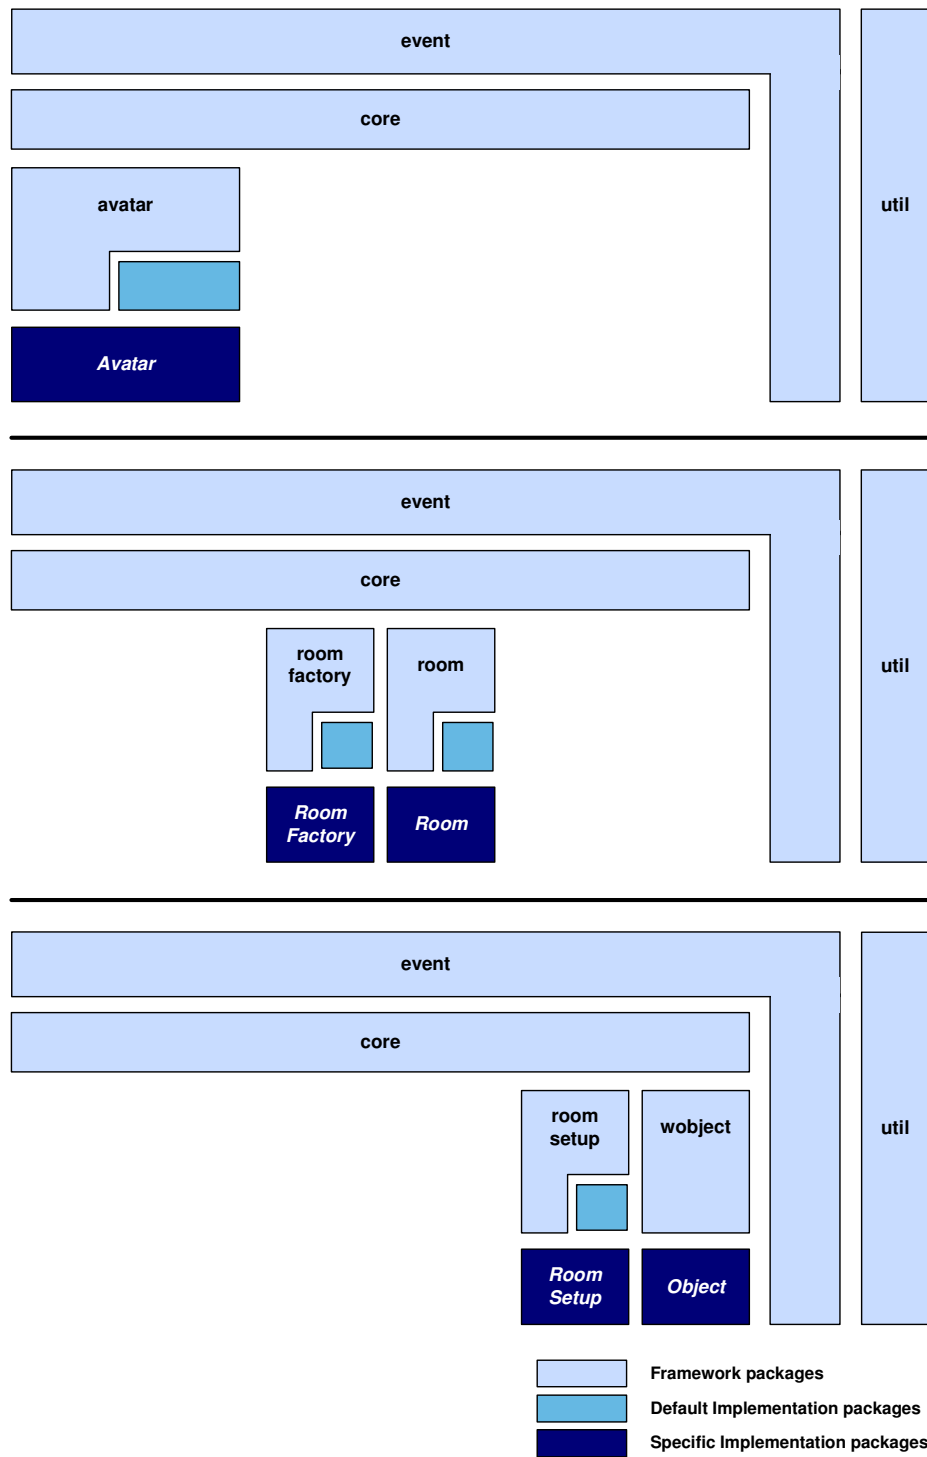 event
core
avatar
util
Avatar
event
core
room
factory
room
util
Room
Factory
Room
event
core
room
setup
wobject
util
Room
Setup
Object
Framework packages
Default Implementation packages
Specific Implementation packages